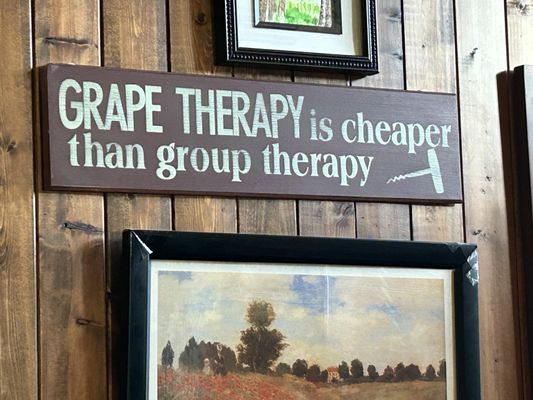 GRAPE THERAPY is cheaper
than group therapy